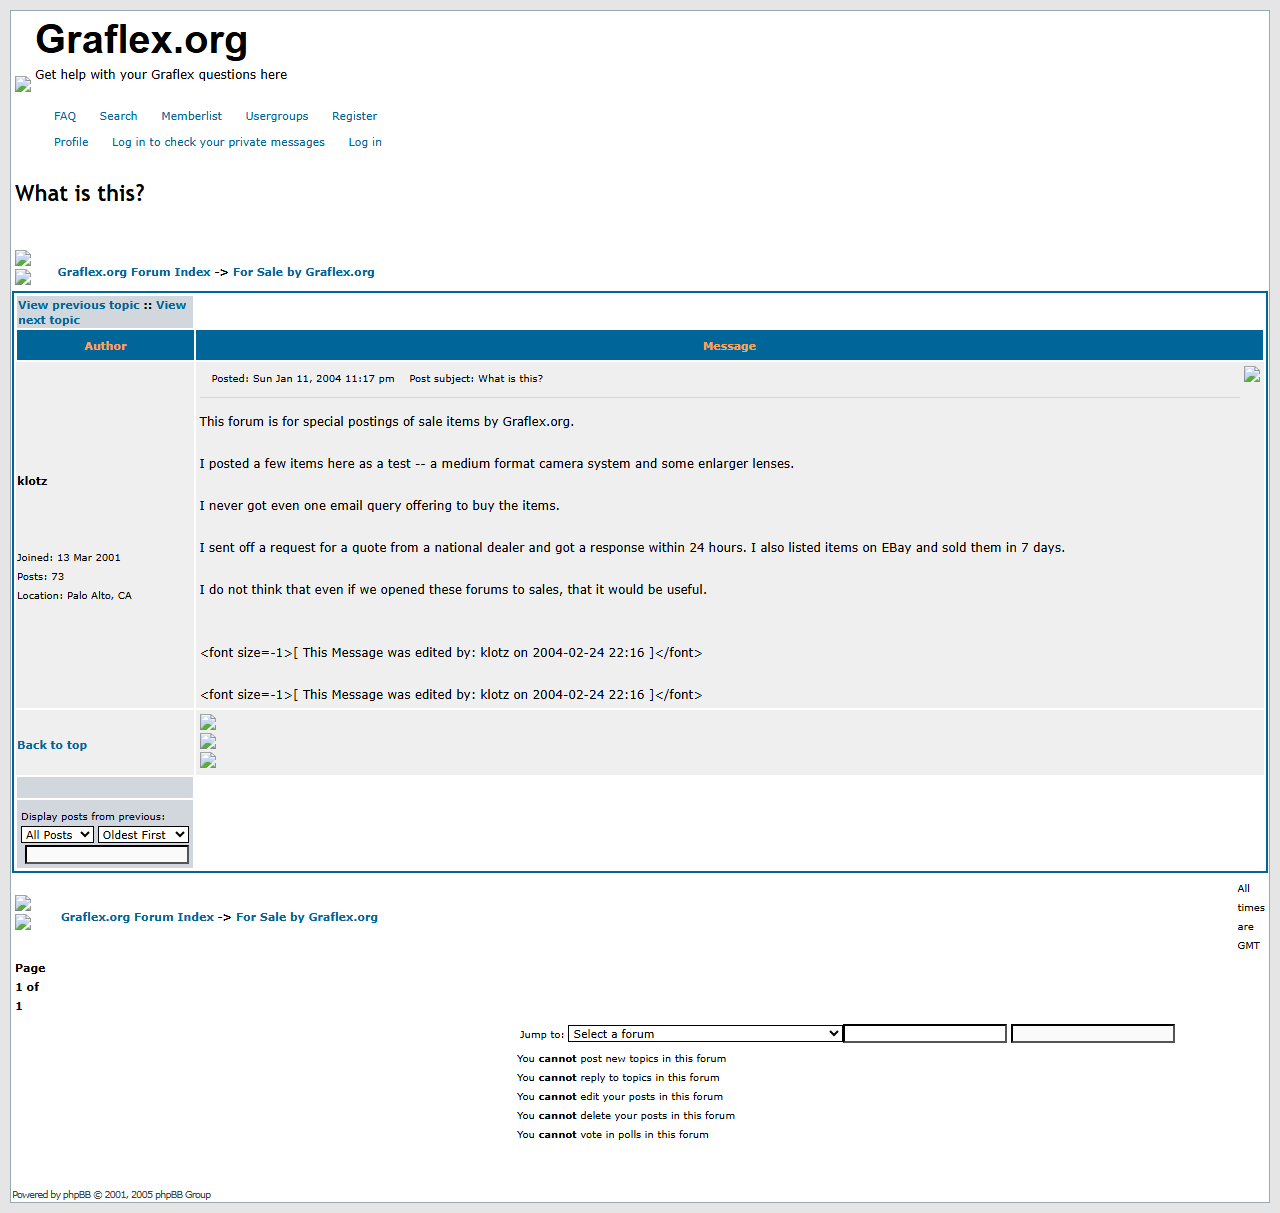 Graflex.org
Get help with your Graflex questions here
FAQ Search Memberlist Usergroups Register
Profile Log in to check your private messages Log in
What is this?
Graflex.org Forum Index -> For Sale by Graflex.org
View previous topic :: View
next topic
Author Message
Posted: Sun Jan 11, 2004 11:17 pm Post subject: What is this?
This forum is for special postings of sale items by Graflex.org.
I posted a few items here as a test -- a medium format camera system and some enlarger lenses.
klotz
I never got even one email query offering to buy the items.
I sent off a request for a quote from a national dealer and got a response within 24 hours. I also listed items on EBay and sold them in 7 days.
Joined: 13 Mar 2001
Posts: 73
Location: Palo Alto, CA
I do not think that even if we opened these forums to sales, that it would be useful.
<font size=-1>[ This Message was edited by: klotz on 2004-02-24 22:16 ]</font>
<font size=-1>[ This Message was edited by: klotz on 2004-02-24 22:16 ]</font>
Back to top
Display posts from previous:
All Posts Oldest First
Graflex.org Forum Index -> For Sale by Graflex.org
All
times
are
GMT
Page
1 of
1
Jump to: Select a forum
You cannot post new topics in this forum
You cannot reply to topics in this forum
You cannot edit your posts in this forum
You cannot delete your posts in this forum
You cannot vote in polls in this forum
Powered by phpBB © 2001, 2005 phpBB Group